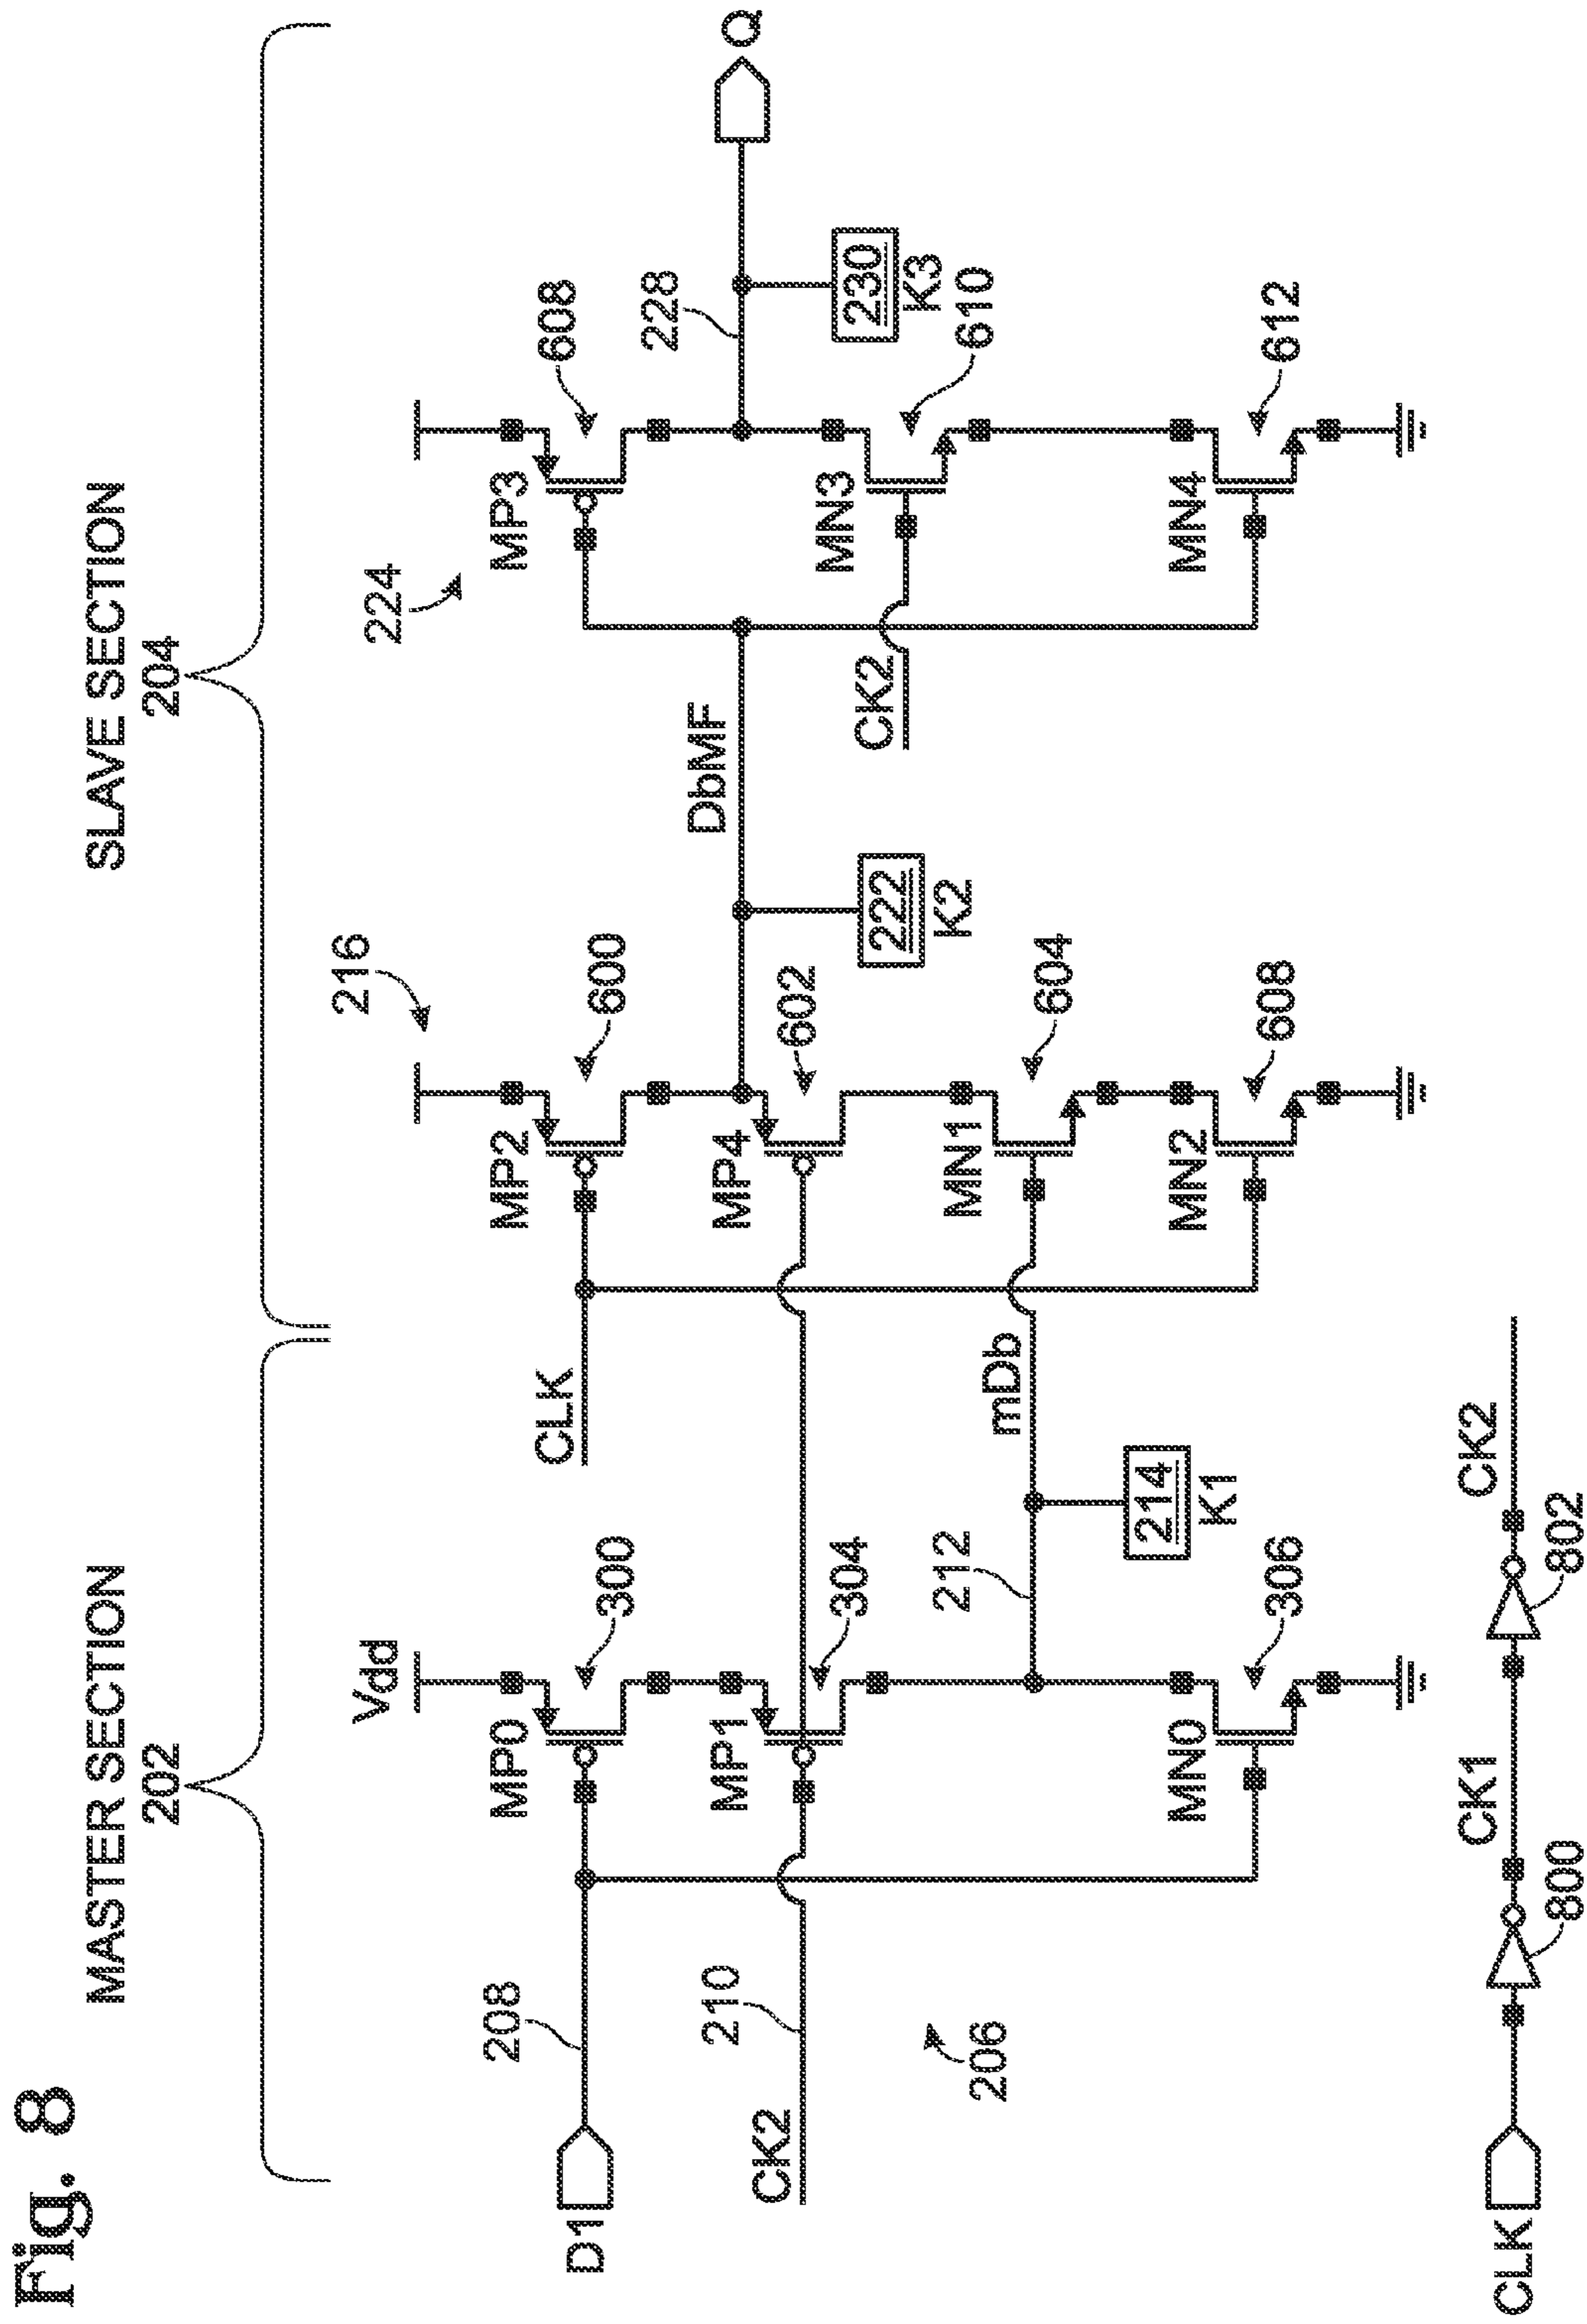 Fig. 8
MASTER SECTION
202
SLAVE SECTION
204
Vdd
216
224
D1
208
MP0
300
CLK
MP2
600
MP3
608
CK2
210
MP1
304
MP4
602
DbMF
228
Q
222
K2
CK2
MN3
230
K3
610
206
212
mDb
MN1
604
214
K1
MN0
306
MN2
608
MN4
612
CLK
800
CK1
802
CK2